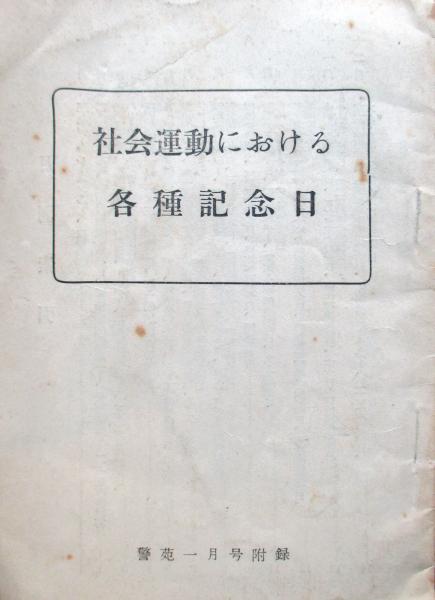 社会運動における
各種記念日
警苑一月号附録